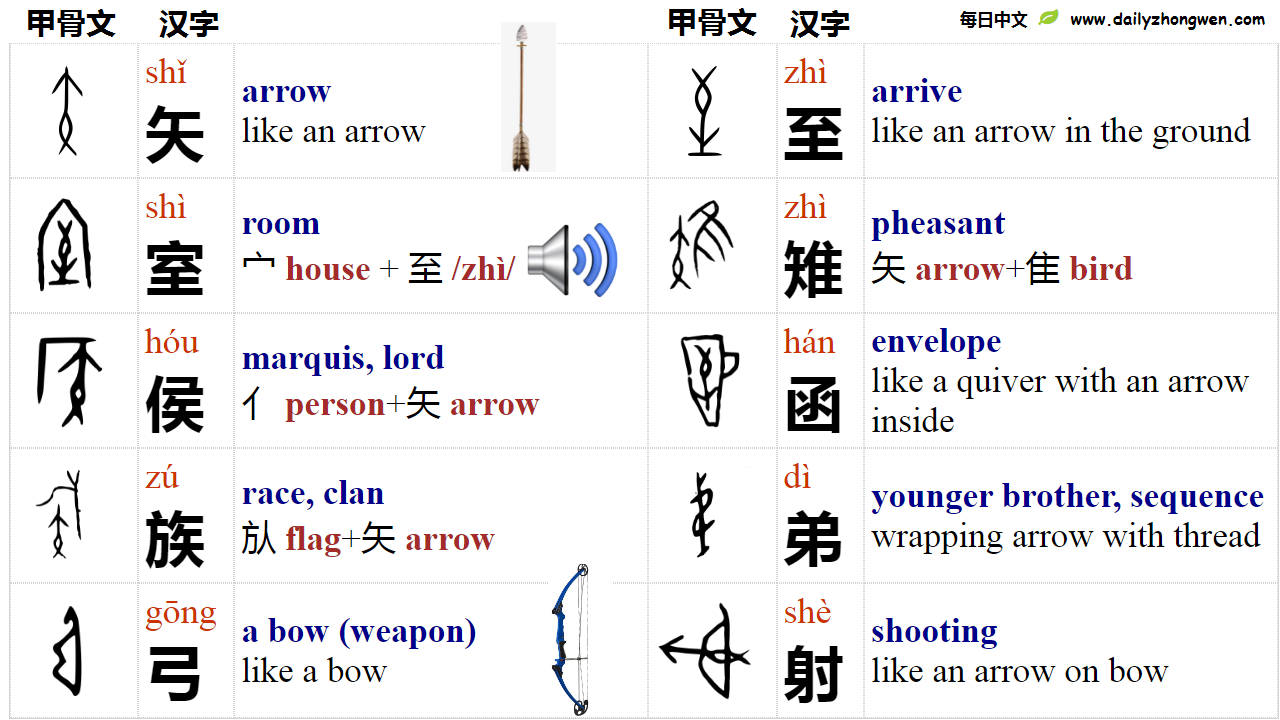 甲骨文 汉字
甲骨文 汉字
每日中文 www.dailyzhongwen.com
shǐ
矢
arrow
like an arrow
zhì
至
arrive
like an arrow in the ground
shì
室
room
宀 house + 至 /zhì/
zhì
雉
pheasant
矢 arrow+隹 bird
hóu
侯
marquis, lord
亻 person+矢 arrow
hán
函
envelope
like a quiver with an arrow
inside
zú
族
race, clan
㫃 flag+矢 arrow
dì
弟
younger brother, sequence
wrapping arrow with thread
gōng
弓
a bow (weapon)
like a bow
shè
射
shooting
like an arrow on bow